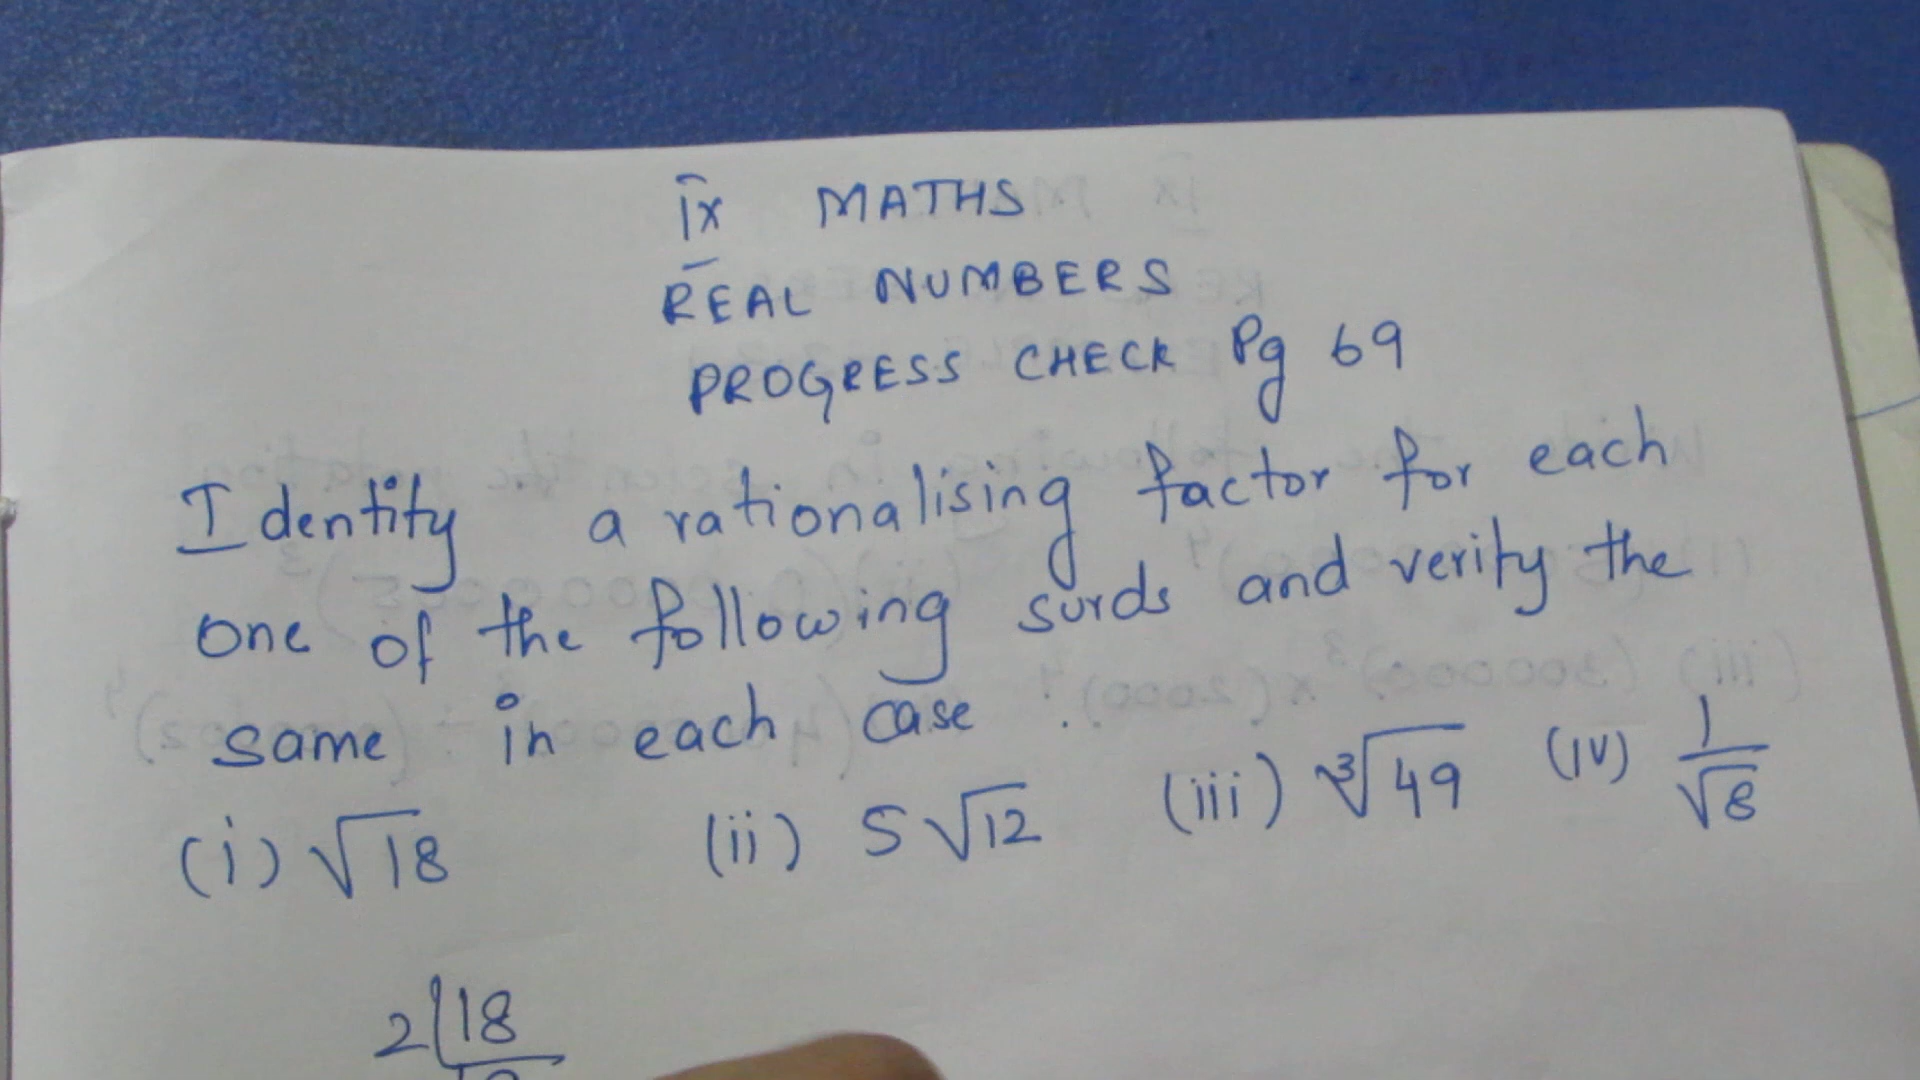 IX MATHS
REAL NUMBERS
PROGRESS CHECK Pg 69
Identify a rationalising factor for each
one of the following surds and verify the
same in each case.
(i) √18 (ii) 5√12 (iii) ³√49 (iv) 1/√8
2|18